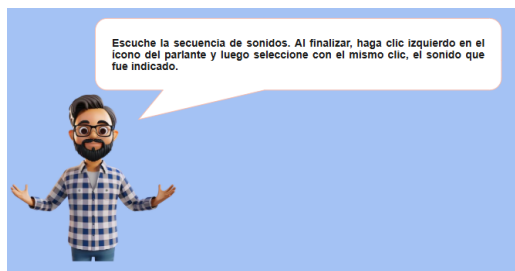 Escuche la secuencia de sonidos. Al finalizar, haga clic izquierdo en el
icono del parlante y luego seleccione con el mismo clic, el sonido que
fue indicado.